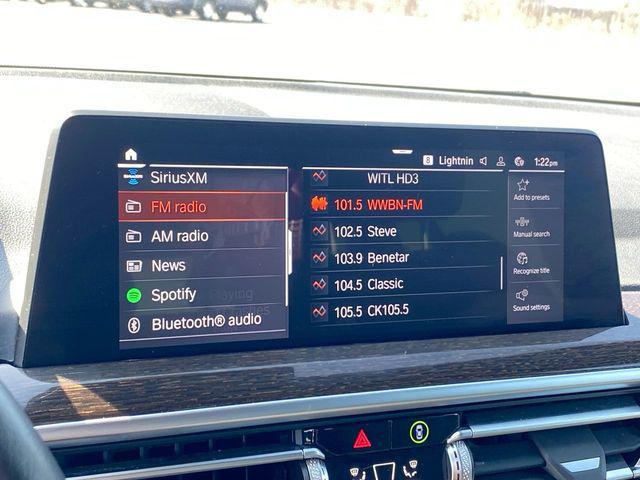 8 Lightnin 1:22pm
SiriusXM
FM radio
AM radio
News
Spotify
Bluetooth® audio
WITL HD3
101.5 WWBN-FM
102.5 Steve
103.9 Benetar
104.5 Classic
105.5 CK105.5
Add to presets
Manual search
Recognize title
Sound settings
Playing